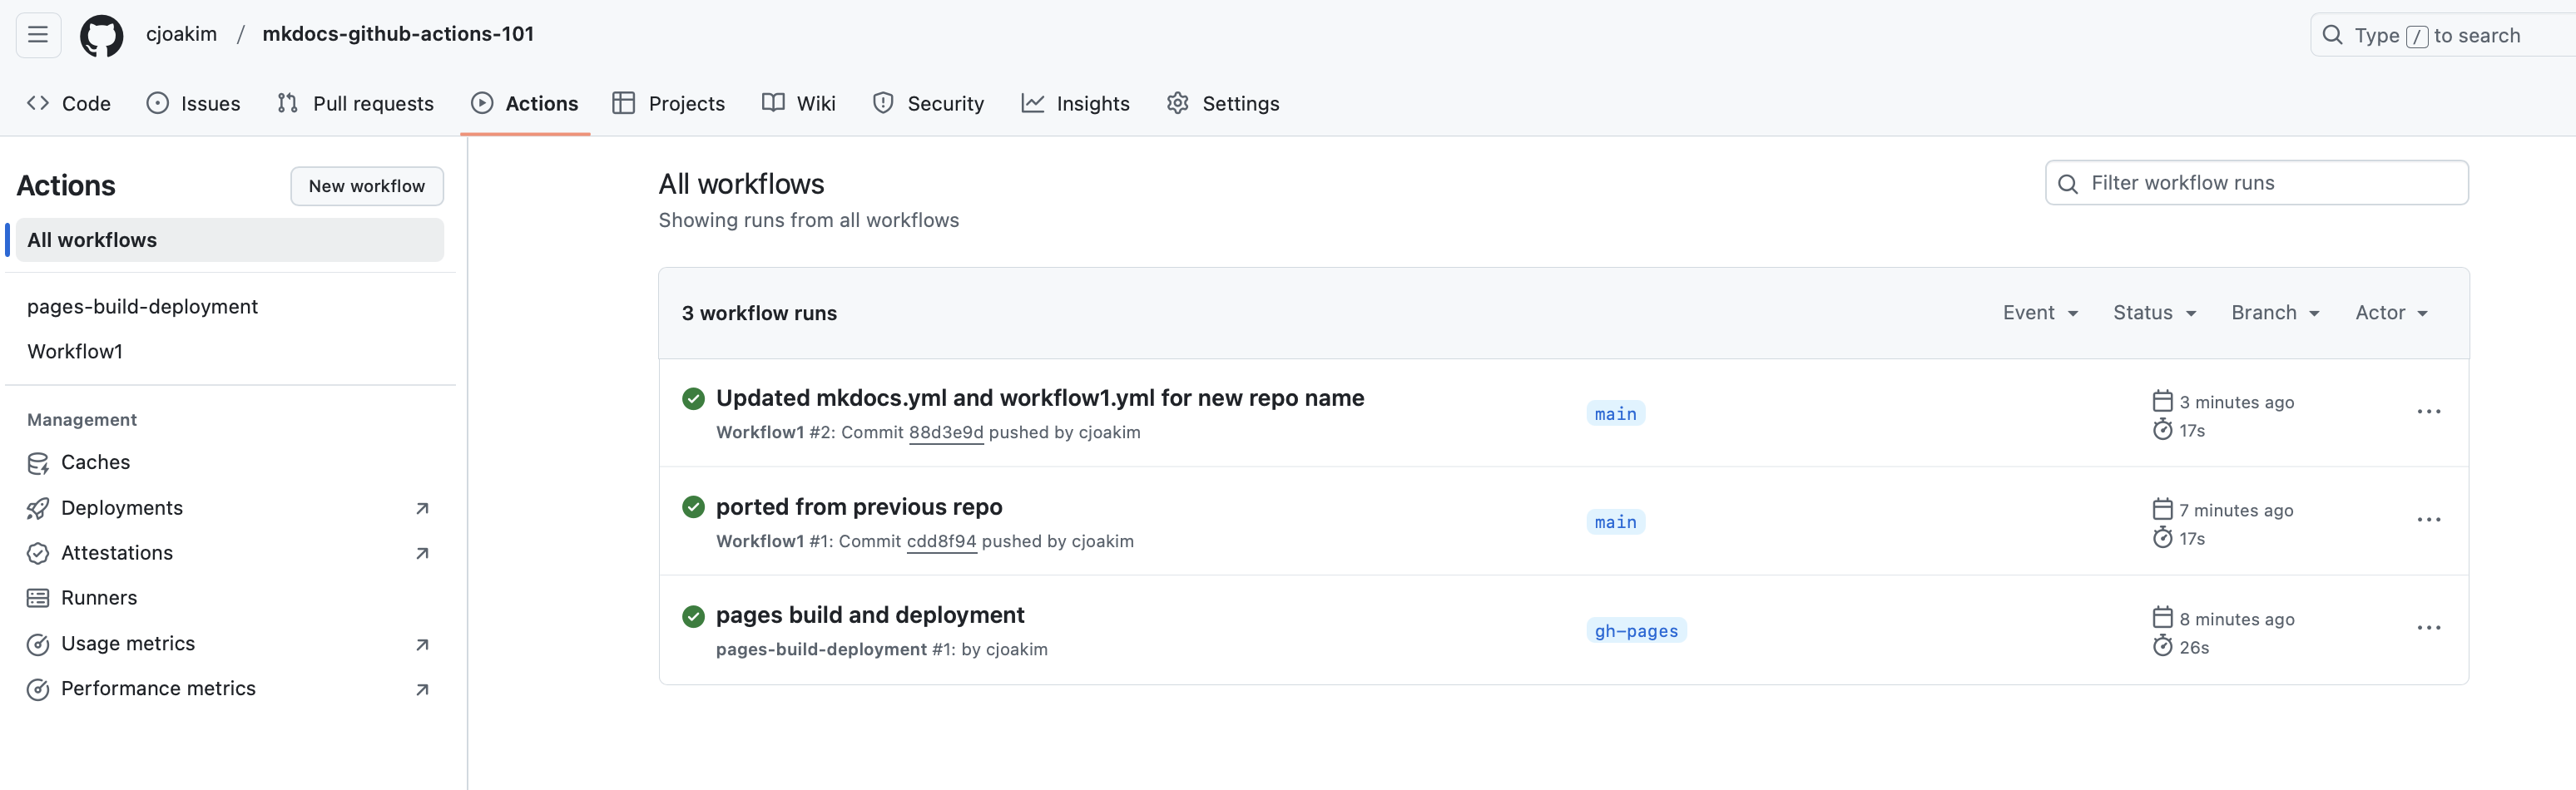 cjoakim / mkdocs-github-actions-101
Type / to search
Code Issues Pull requests Actions Projects Wiki Security Insights Settings
Actions
New workflow
All workflows
pages-build-deployment
Workflow1
Management
Caches
Deployments
Attestations
Runners
Usage metrics
Performance metrics
All workflows
Showing runs from all workflows
Filter workflow runs
3 workflow runs
Event Status Branch Actor
Updated mkdocs.yml and workflow1.yml for new repo name
Workflow1 #2: Commit 88d3e9d pushed by cjoakim
main
3 minutes ago
17s
ported from previous repo
Workflow1 #1: Commit cdd8f94 pushed by cjoakim
main
7 minutes ago
17s
pages build and deployment
pages-build-deployment #1: by cjoakim
gh-pages
8 minutes ago
26s